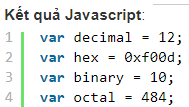 Kết quả Javascript:
1 var decimal = 12;
2 var hex = 0xf00d;
3 var binary = 10;
4 var octal = 484;